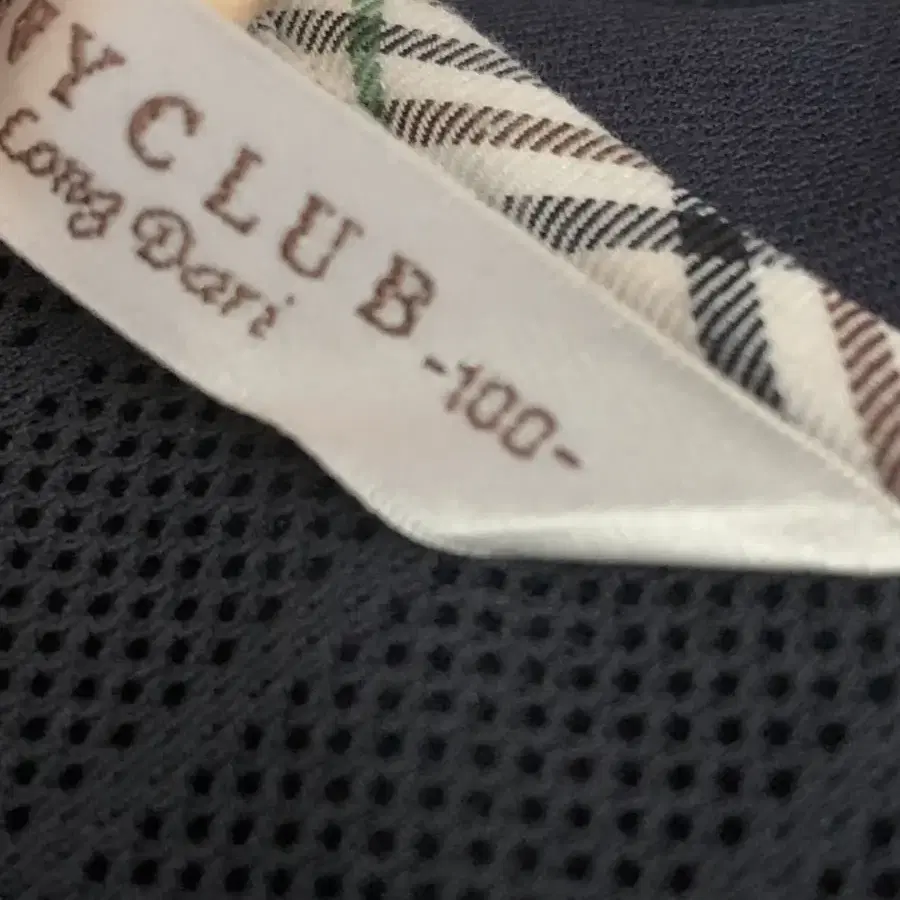 Y CLUB
Long Dari
-100-